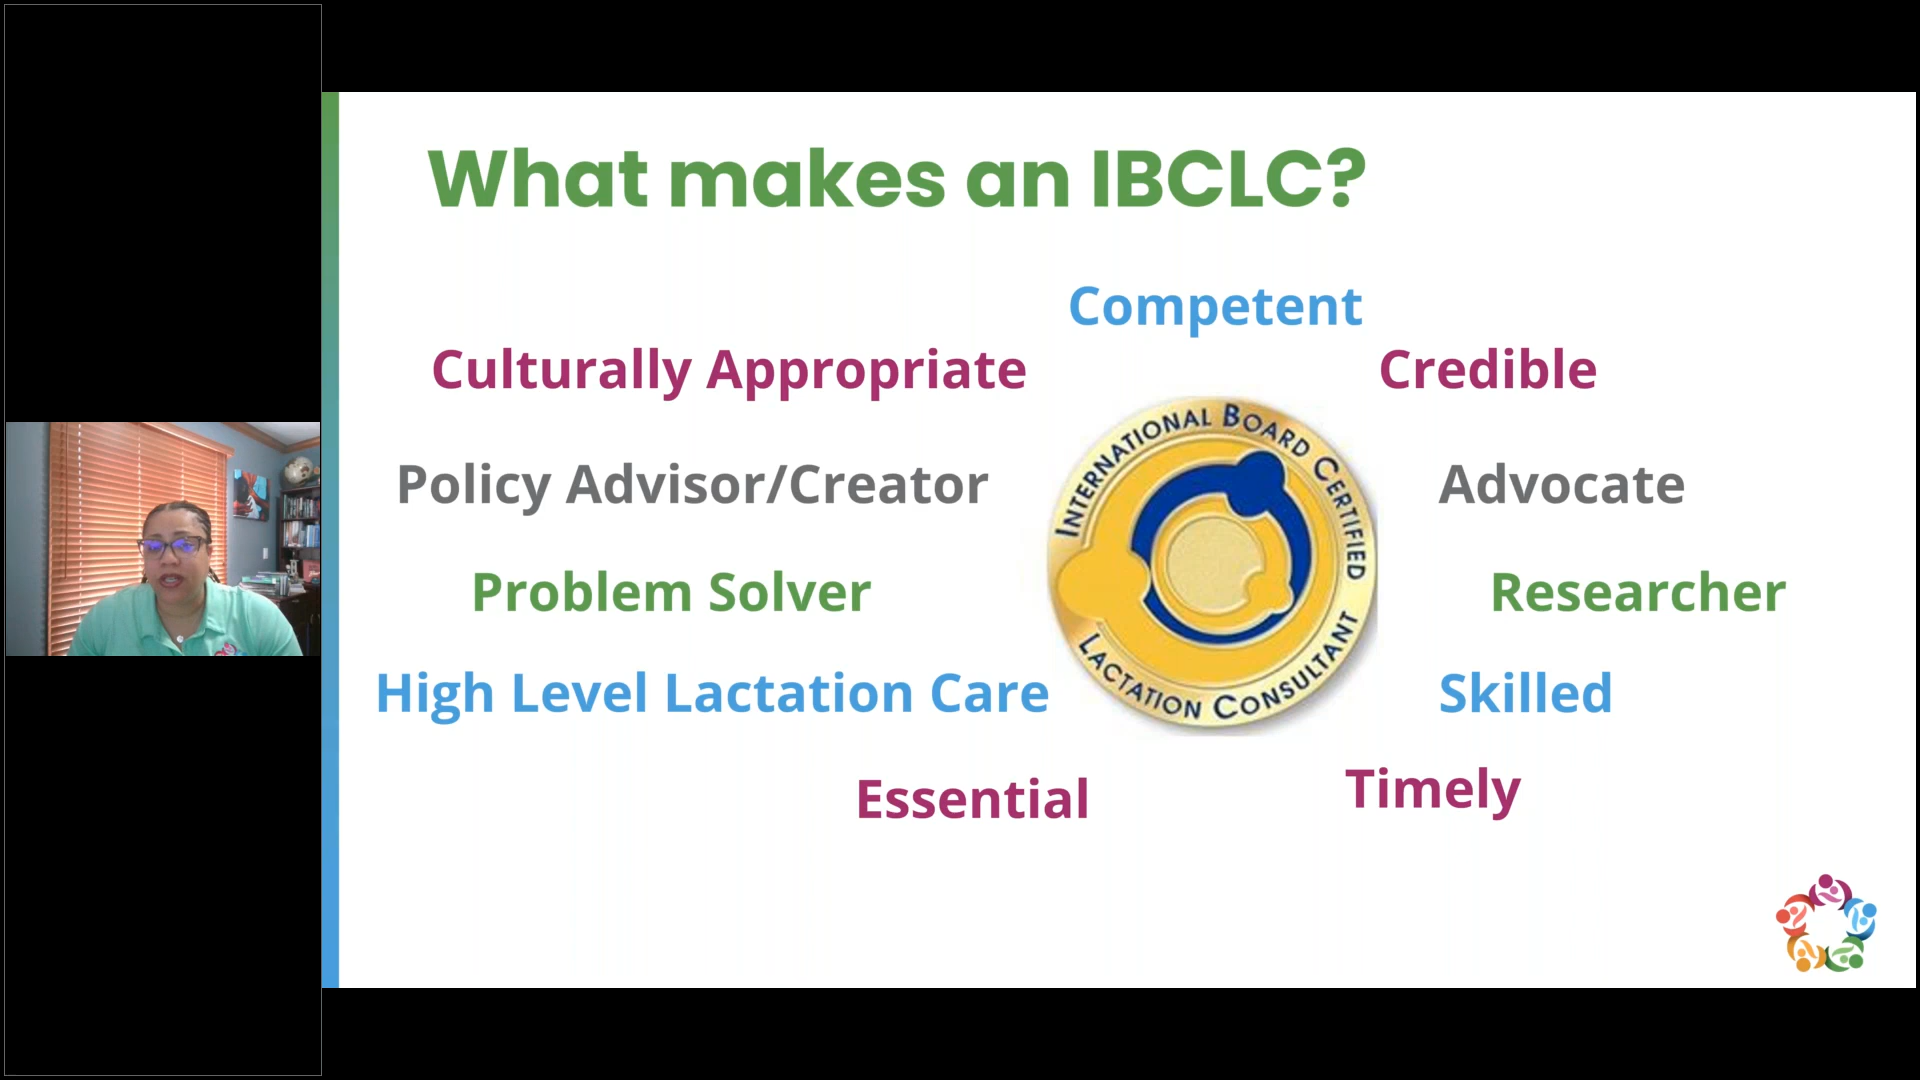 What makes an IBCLC?
Competent
Culturally Appropriate
Credible
Policy Advisor/Creator
Advocate
INTERNATIONAL BOARD CERTIFIED
LACTATION CONSULTANT
Problem Solver
Researcher
High Level Lactation Care
Skilled
Essential
Timely